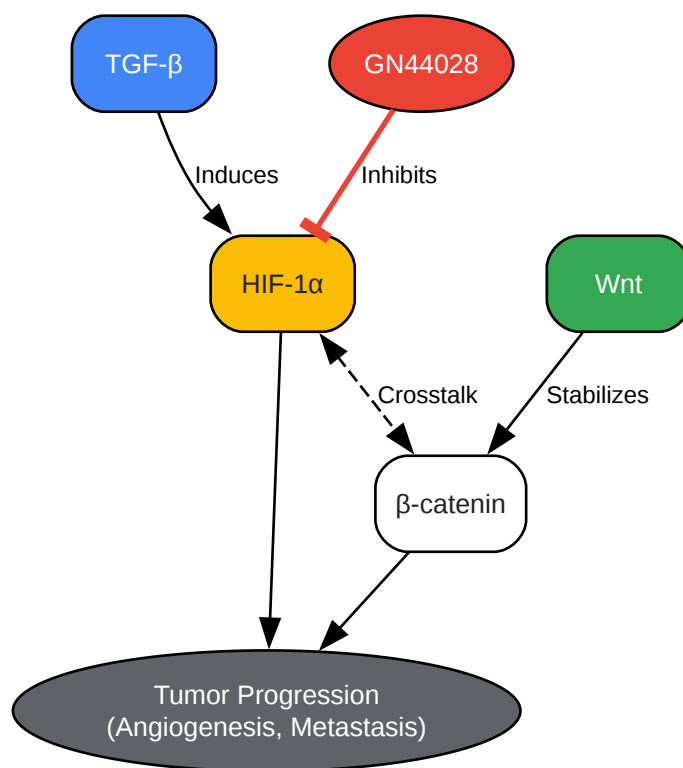 TGF-β
GN44028
Induces
Inhibits
HIF-1α
Wnt
Crosstalk
Stabilizes
β-catenin
Tumor Progression
(Angiogenesis, Metastasis)